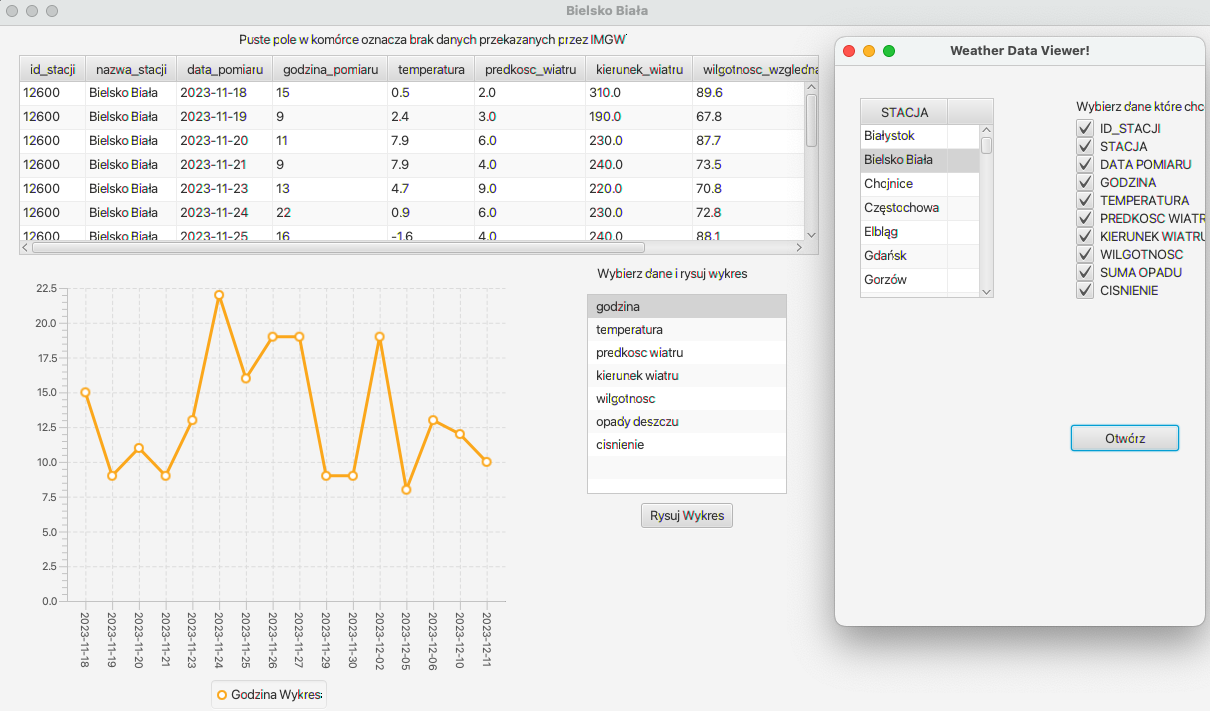 Bielsko Biała
Puste pole w komórce oznacza brak danych przekazanych przez IMGW
id_stacji nazwa_stacji data_pomiaru godzina_pomiaru temperatura predkosc_wiatru kierunek_wiatru wilgotnosc_wzgledna
12600 Bielsko Biała 2023-11-18 15 0.5 2.0 310.0 89.6
12600 Bielsko Biała 2023-11-19 9 2.4 3.0 190.0 67.8
12600 Bielsko Biała 2023-11-20 11 7.9 6.0 230.0 87.7
12600 Bielsko Biała 2023-11-21 9 7.9 4.0 240.0 73.5
12600 Bielsko Biała 2023-11-23 13 4.7 9.0 220.0 70.8
12600 Bielsko Biała 2023-11-24 22 0.9 6.0 230.0 72.8
12600 Bielsko Biała 2023-11-25 16 -1.6 4.0 240.0 88.1
22.5
20.0
17.5
15.0
12.5
10.0
7.5
5.0
2.5
0.0
2023-11-18
2023-11-19
2023-11-20
2023-11-21
2023-11-23
2023-11-24
2023-11-25
2023-11-26
2023-11-27
2023-11-29
2023-11-30
2023-12-02
2023-12-05
2023-12-06
2023-12-10
2023-12-11
Godzina Wykres
Wybierz dane i rysuj wykres
godzina
temperatura
predkosc wiatru
kierunek wiatru
wilgotnosc
opady deszczu
cisnienie
Rysuj Wykres
Weather Data Viewer!
STACJA
Białystok
Bielsko Biała
Chojnice
Częstochowa
Elbląg
Gdańsk
Gorzów
Wybierz dane które chc
ID_STACJI
STACJA
DATA POMIARU
GODZINA
TEMPERATURA
PREDKOSC WIATR
KIERUNEK WIATRU
WILGOTNOSC
SUMA OPADU
CISNIENIE
Otwórz